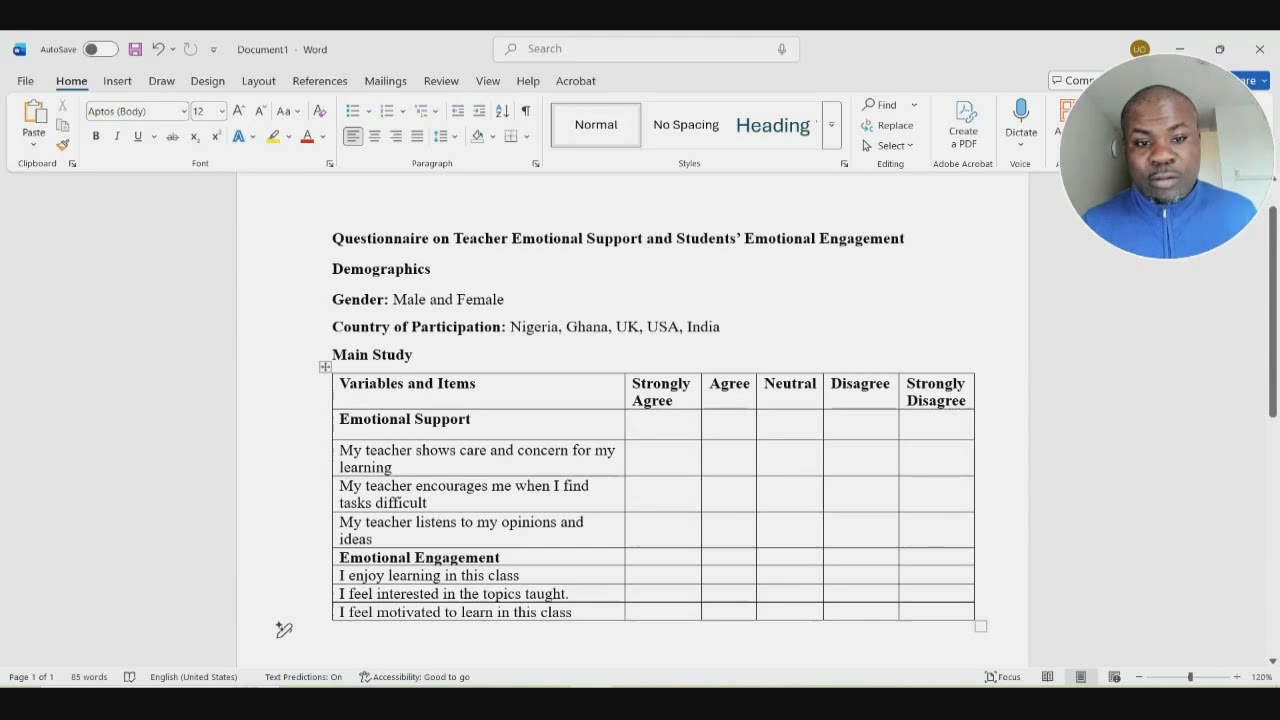 AutoSave
Document1 - Word
Search
UO
File Home Insert Draw Design Layout References Mailings Review View Help Acrobat
Paste
Aptos (Body) 12
Normal
No Spacing
Heading
Find
Replace
Select
Create a PDF
Dictate
Clipboard
Font
Paragraph
Styles
Editing
Adobe Acrobat
Voice
Questionnaire on Teacher Emotional Support and Students’ Emotional Engagement
Demographics
Gender: Male and Female
Country of Participation: Nigeria, Ghana, UK, USA, India
Main Study
Variables and Items Strongly Agree Agree Neutral Disagree Strongly Disagree
Emotional Support
My teacher shows care and concern for my
learning
My teacher encourages me when I find
tasks difficult
My teacher listens to my opinions and
ideas
Emotional Engagement
I enjoy learning in this class
I feel interested in the topics taught.
I feel motivated to learn in this class
Page 1 of 1 85 words English (United States) Text Predictions: On Accessibility: Good to go Focus 120%